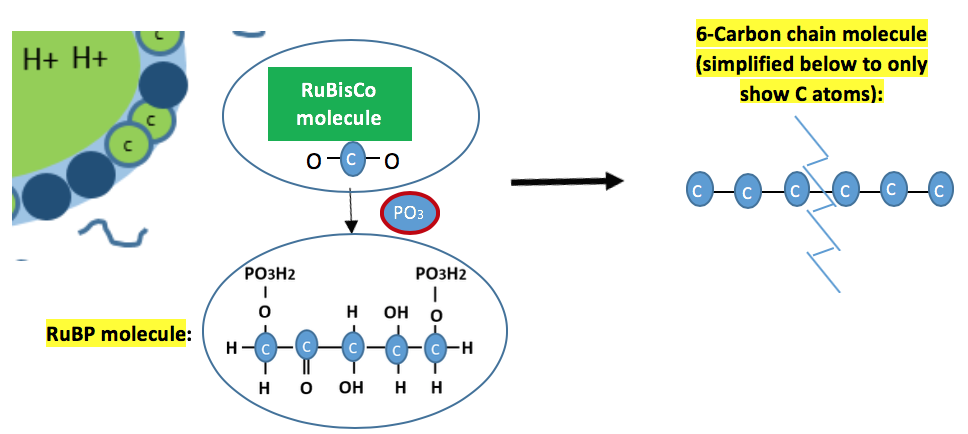 H+ H+
C
C
C
RuBisCo
molecule
O C O
PO3
6-Carbon chain molecule
(simplified below to only
show C atoms):
C C C C C C
RuBP molecule:
PO3H2 PO3H2
O H OH O
H C C C C C H
H O OH H H